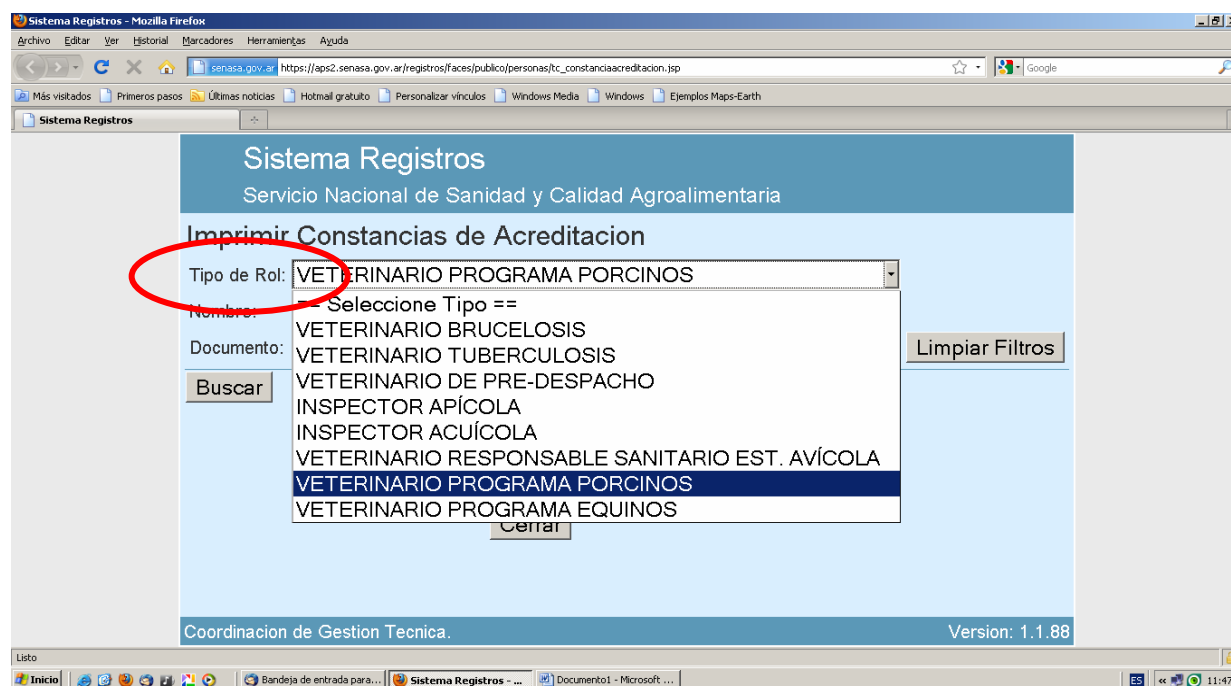 Sistema Registros - Mozilla Firefox
Archivo Editar Ver Historial Marcadores Herramientas Ayuda
senasa.gov.ar https://aps2.senasa.gov.ar/registros/faces/publico/personas/tc_constanciaacreditacion.jsp Google
Más visitados Primeros pasos Últimas noticias Hotmail gratuito Personalizar vínculos Windows Media Windows Ejemplos Maps-Earth
Sistema Registros
Sistema Registros
Servicio Nacional de Sanidad y Calidad Agroalimentaria
Imprimir Constancias de Acreditacion
Tipo de Rol: VETERINARIO PROGRAMA PORCINOS
== Seleccione Tipo ==
Nombre:
VETERINARIO BRUCELOSIS
Documento:
VETERINARIO TUBERCULOSIS
Limpiar Filtros
VETERINARIO DE PRE-DESPACHO
Buscar
INSPECTOR APÍCOLA
INSPECTOR ACUÍCOLA
VETERINARIO RESPONSABLE SANITARIO EST. AVÍCOLA
VETERINARIO PROGRAMA PORCINOS
VETERINARIO PROGRAMA EQUINOS
Cerrar
Coordinacion de Gestion Tecnica. Version: 1.1.88
Listo
Inicio Bandeja de entrada para... Sistema Registros - ... Documento1 - Microsoft ... ES 11:47